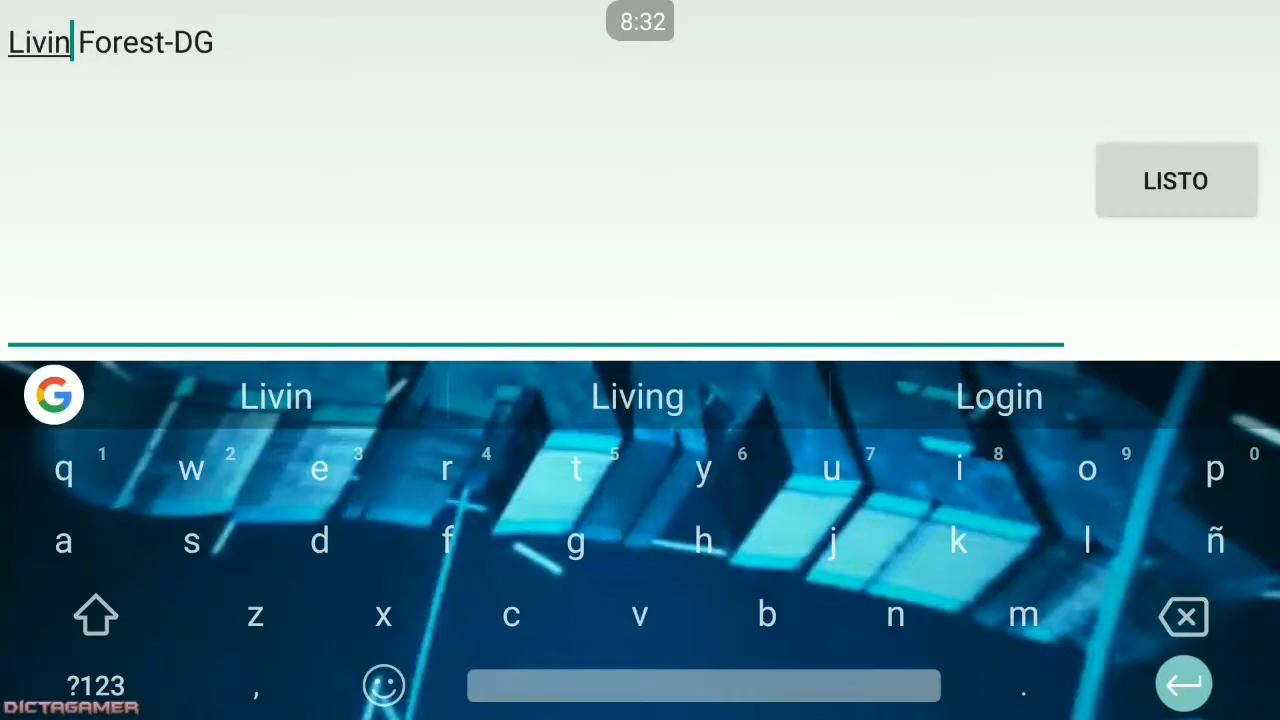 8:32
Livin Forest-DG
LISTO
G Livin Living Login
q 1 w 2 e 3 r 4 t 5 y 6 u 7 i 8 o 9 p 0
a s d f g h j k l ñ
z x c v b n m
?123 , .
DICTAGAMER